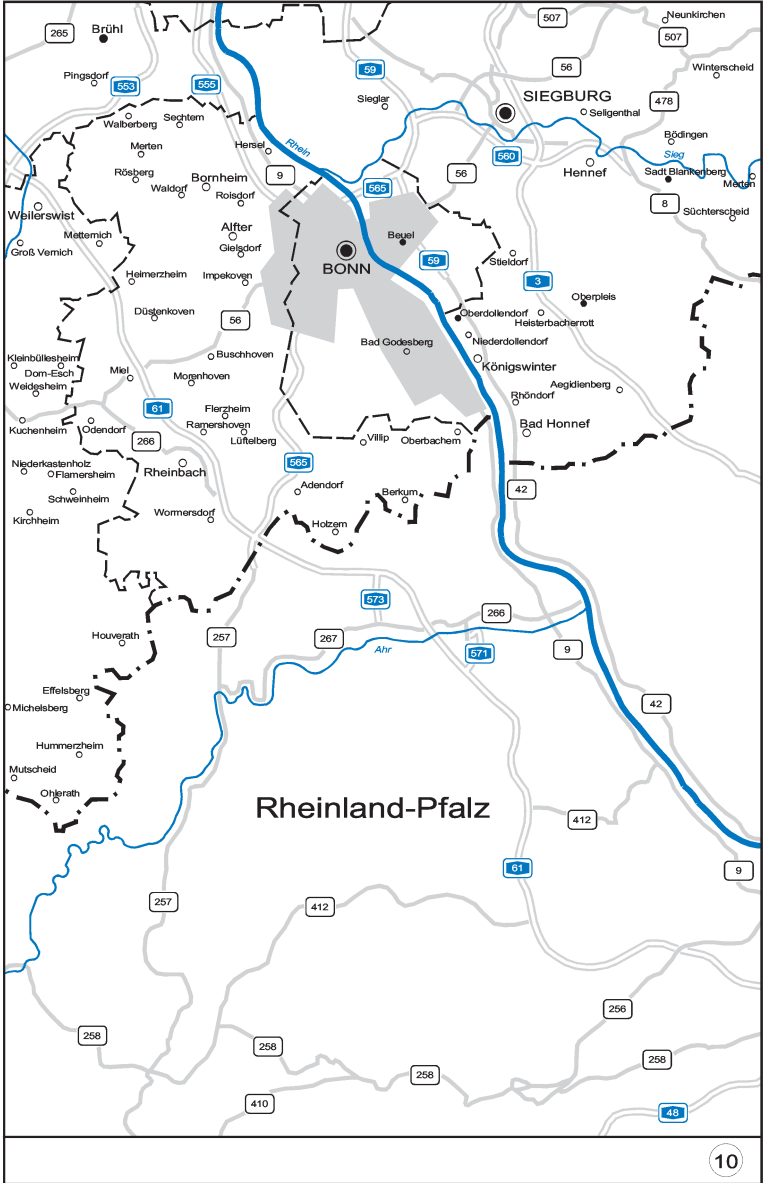 507
Neunkirchen
265
Brühl
507
56
Winterscheid
59
Pingsdorf
553
555
SIEGBURG
Sieglar
478
Seligenthal
Walberberg
Sechtem
Bödingen
Merten
Hersel
Rhein
560
Sieg
Hennef
Rösberg
9
56
Sadt Blankenberg
Merten
Waldorf
Bornheim
565
Roisdorf
8
Süchterscheid
Weilerswist
Alfter
Metternich
Beuel
Groß Vernich
Gielsdorf
BONN
59
Stieldorf
Heimerzheim
Impekoven
3
Oberpleis
Düstenkoven
56
Oberdollendorf
Heisterbacherrott
Bad Godesberg
Niederdollendorf
Kleinbüllesheim
Buschhoven
Dom-Esch
Miel
Königswinter
Weidesheim
Morenhoven
Aegidienberg
Rhöndorf
61
Flerzheim
Kuchenheim
Odendorf
Ramershoven
Bad Honnef
266
Lüftelberg
Villip
Oberbachem
Niederkastenholz
565
Flamersheim
Rheinbach
Adendorf
42
Schweinheim
Berkum
Kirchheim
Wormersdorf
Holzem
573
266
Houverath
257
267
Ahr
571
9
Effelsberg
Michelsberg
42
Hummerzheim
Mutscheid
Ohlerath
Rheinland-Pfalz
412
61
9
257
412
256
258
258
258
258
410
48
10